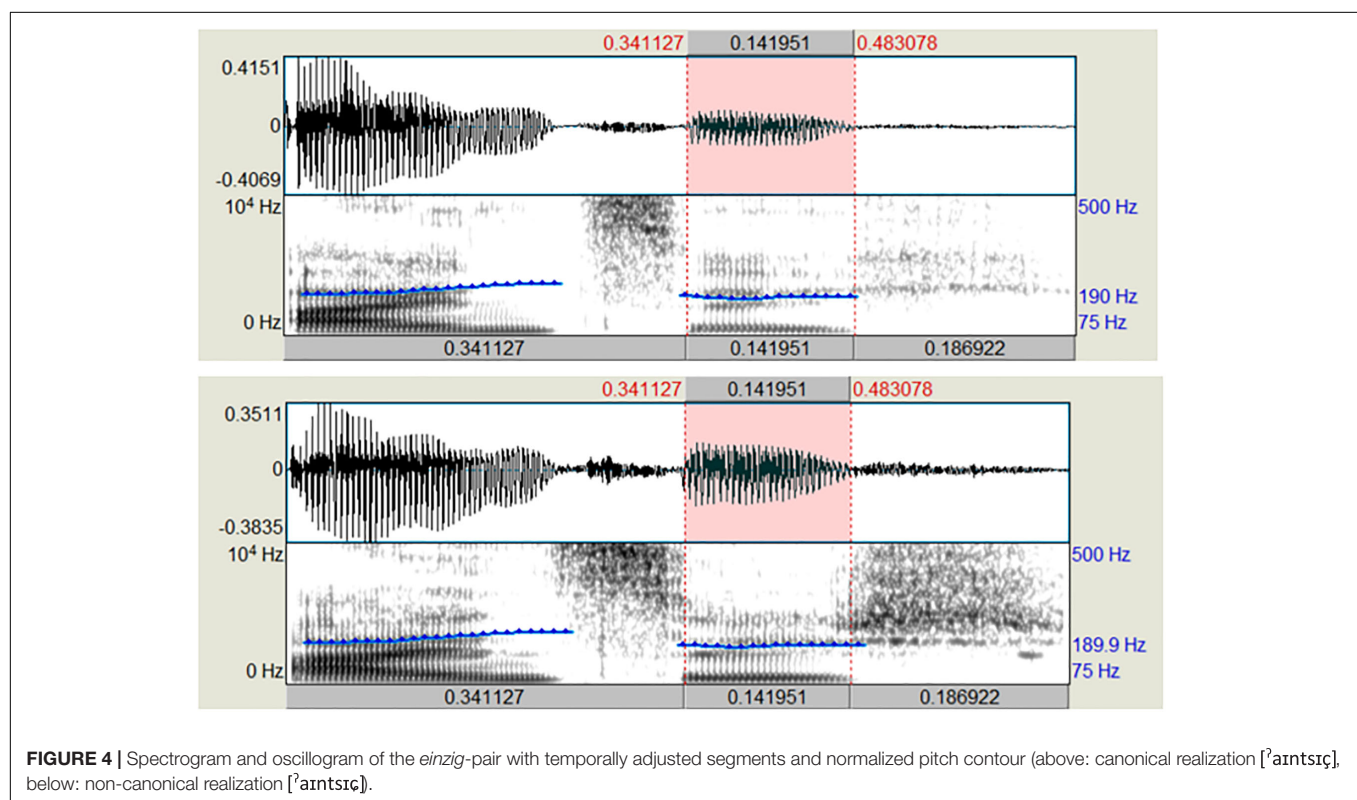 0.341127 0.141951 0.483078
0.4151
0
-0.4069
10⁴ Hz 500 Hz
190 Hz
0 Hz 75 Hz
0.341127 0.141951 0.186922
0.341127 0.141951 0.483078
0.3511
0
-0.3835
10⁴ Hz 500 Hz
189.9 Hz
0 Hz 75 Hz
0.341127 0.141951 0.186922
FIGURE 4 | Spectrogram and oscillogram of the einzig-pair with temporally adjusted segments and normalized pitch contour (above: canonical realization [ˀaɪntsɪç],
below: non-canonical realization [ˀaɪntsɪɕ]).